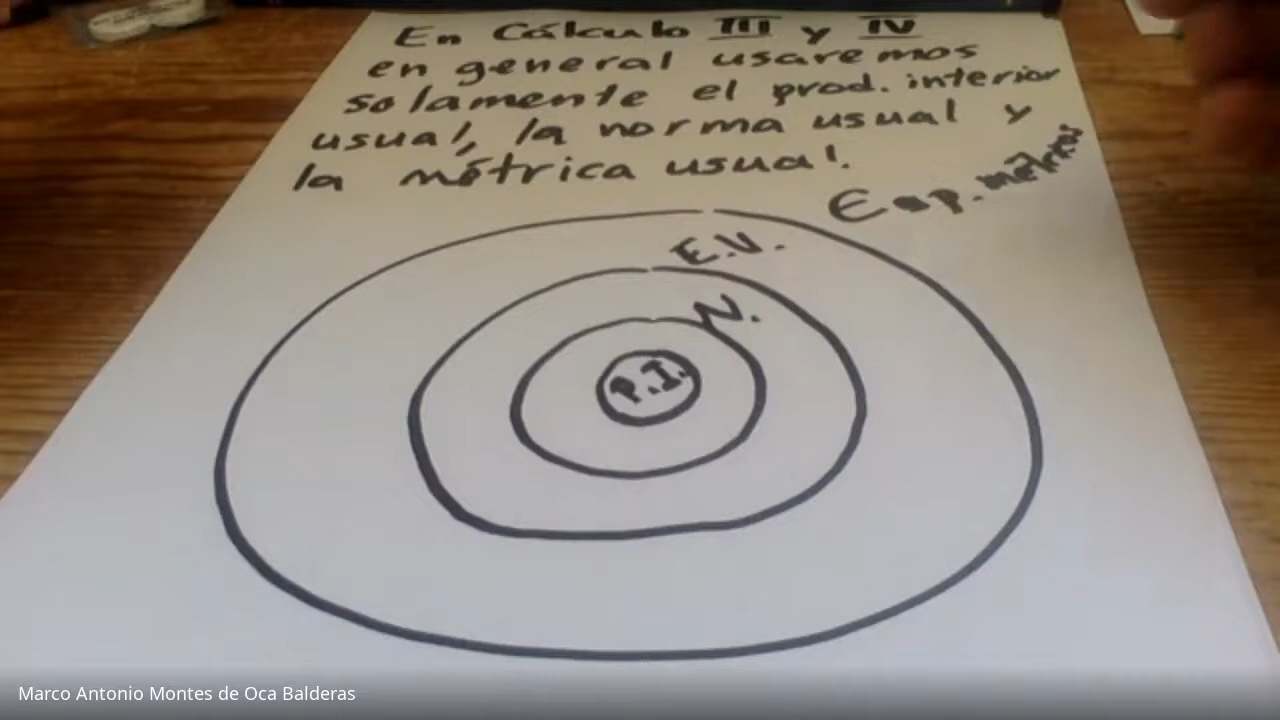 En Cálculo III y IV
en general usaremos
solamente el prod. interior
usual, la norma usual y
la métrica usual.
Esp. métricos
E.V.
N.
P.I.
Marco Antonio Montes de Oca Balderas